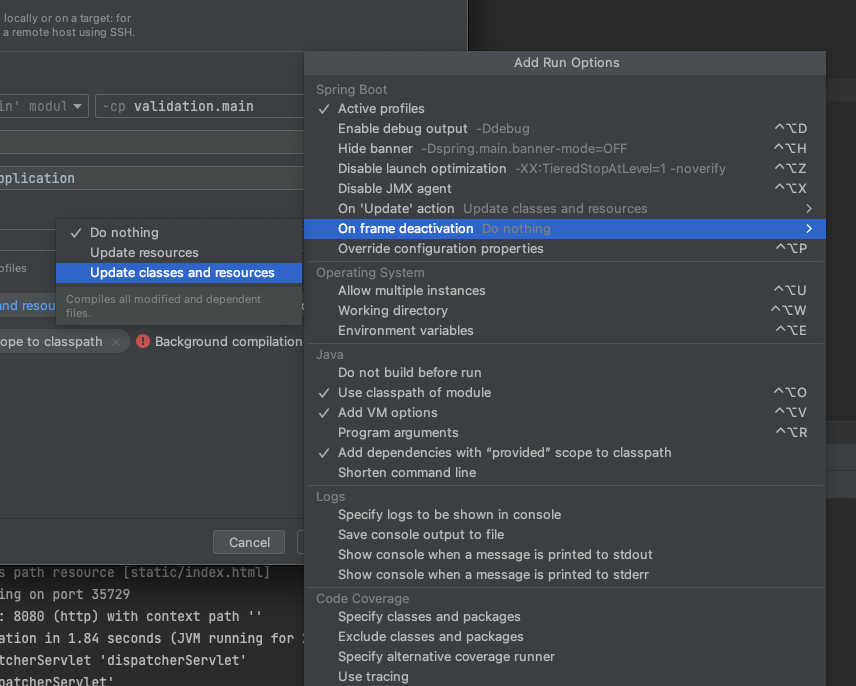 locally or on a target: for
a remote host using SSH.
Add Run Options
Spring Boot
in' modul
-cp validation.main
✓ Active profiles
Enable debug output -Ddebug ⌃⌥D
Hide banner -Dspring.main.banner-mode=OFF ⌃⌥H
Disable launch optimization -XX:TieredStopAtLevel=1 -noverify ⌃⌥Z
pplication
Disable JMX agent ⌃⌥X
On 'Update' action Update classes and resources >
On frame deactivation Do nothing >
Override configuration properties ⌃⌥P
✓ Do nothing
Update resources
Update classes and resources
Compiles all modified and dependent
files.
ofiles
and resou
ope to classpath ×
Background compilation
Operating System
Allow multiple instances ⌃⌥U
Working directory ⌃⌥W
Environment variables ⌃⌥E
Java
Do not build before run
✓ Use classpath of module ⌃⌥O
✓ Add VM options ⌃⌥V
Program arguments ⌃⌥R
✓ Add dependencies with “provided” scope to classpath
Shorten command line
Logs
Specify logs to be shown in console
Save console output to file
Show console when a message is printed to stdout
Show console when a message is printed to stderr
Code Coverage
Specify classes and packages
Exclude classes and packages
Specify alternative coverage runner
Use tracing
Cancel
s path resource [static/index.html]
ing on port 35729
: 8080 (http) with context path ''
ation in 1.84 seconds (JVM running for
tcherServlet 'dispatcherServlet'
patcherServlet'